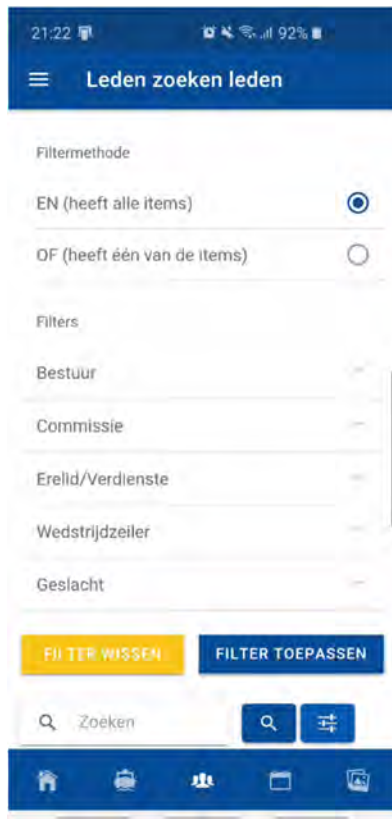 21:22 92%
Leden zoeken leden
Filtermethode
EN (heeft alle items)
OF (heeft één van de items)
Filters
Bestuur
Commissie
Erelid/Verdienste
Wedstrijdzeiler
Geslacht
FILTER WISSEN FILTER TOEPASSEN
Zoeken